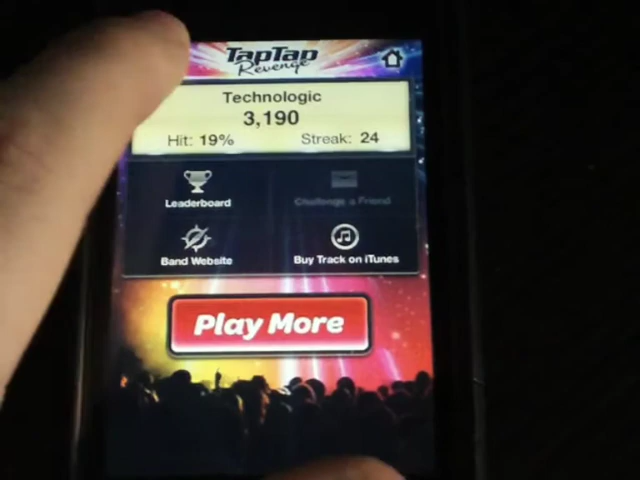 TapTap
Revenge
Technologic
3,190
Hit: 19% Streak: 24
Leaderboard Challenge a Friend
Band Website Buy Track on iTunes
Play More